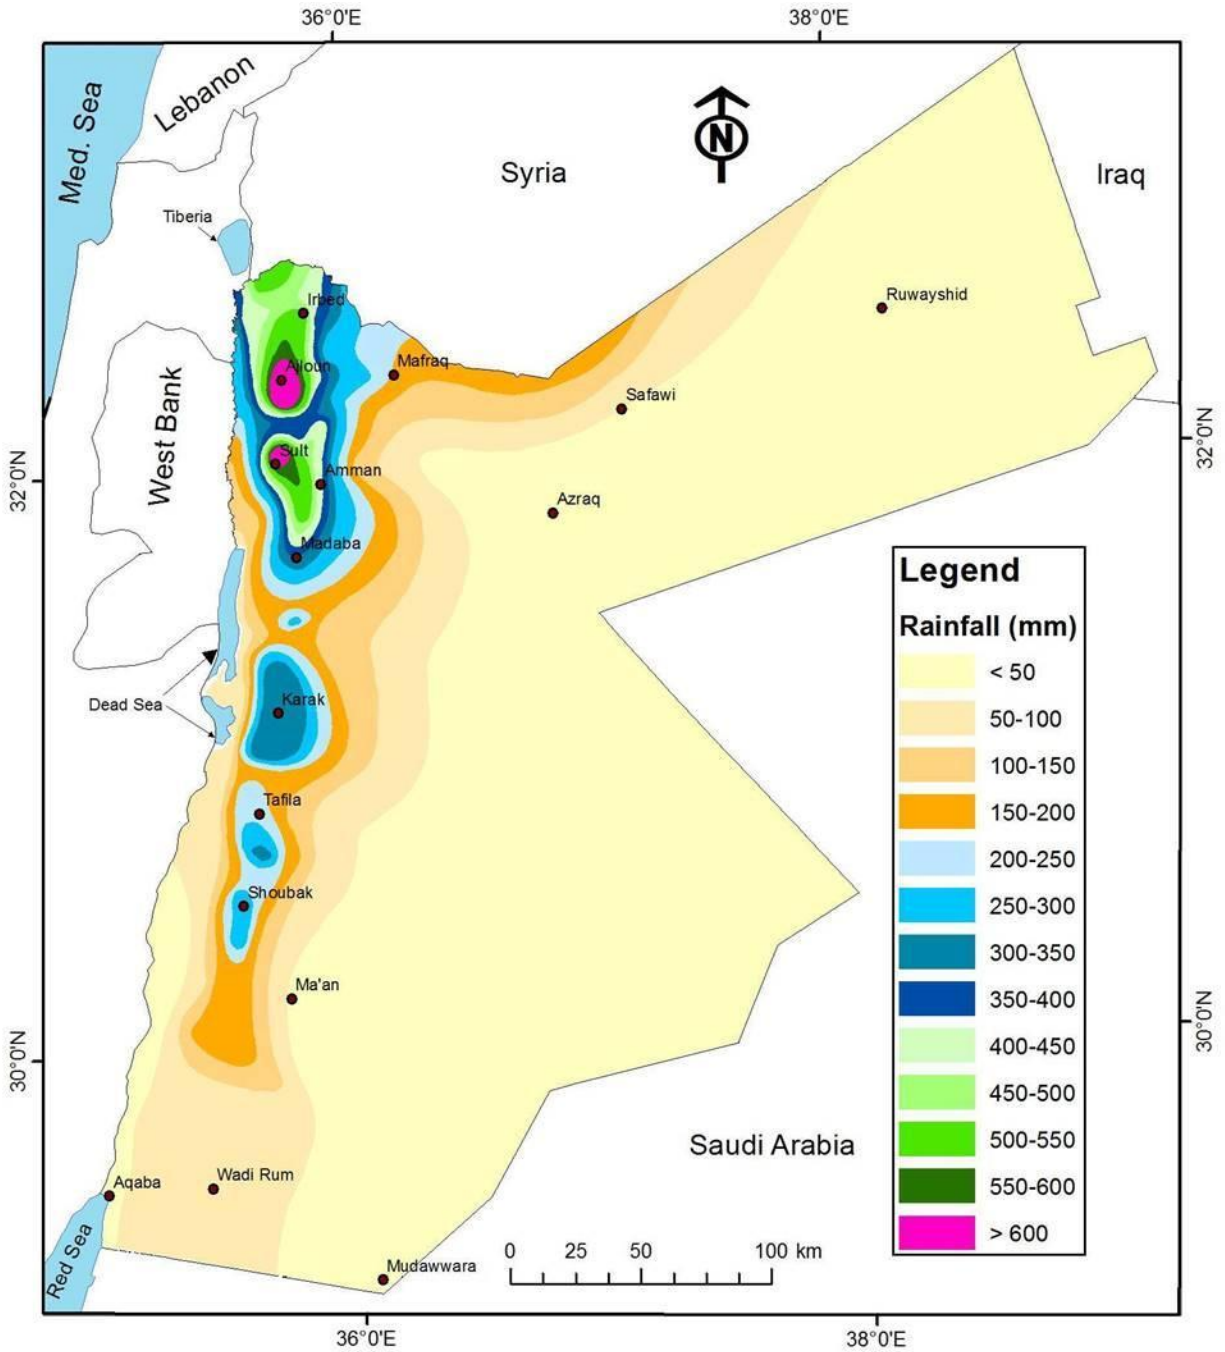 36°0'E
38°0'E
Med. Sea
Lebanon
N
Syria
Iraq
Tiberia
Irbed
Ruwayshid
Ajloun
Mafraq
Safawi
West Bank
32°0'N
32°0'N
Sult
Amman
Azraq
Madaba
Dead Sea
Karak
Tafila
Shoubak
Ma'an
30°0'N
30°0'N
Saudi Arabia
Aqaba
Wadi Rum
Mudawwara
Red Sea
Legend
Rainfall (mm)
< 50
50-100
100-150
150-200
200-250
250-300
300-350
350-400
400-450
450-500
500-550
550-600
> 600
0 25 50 100 km
36°0'E
38°0'E